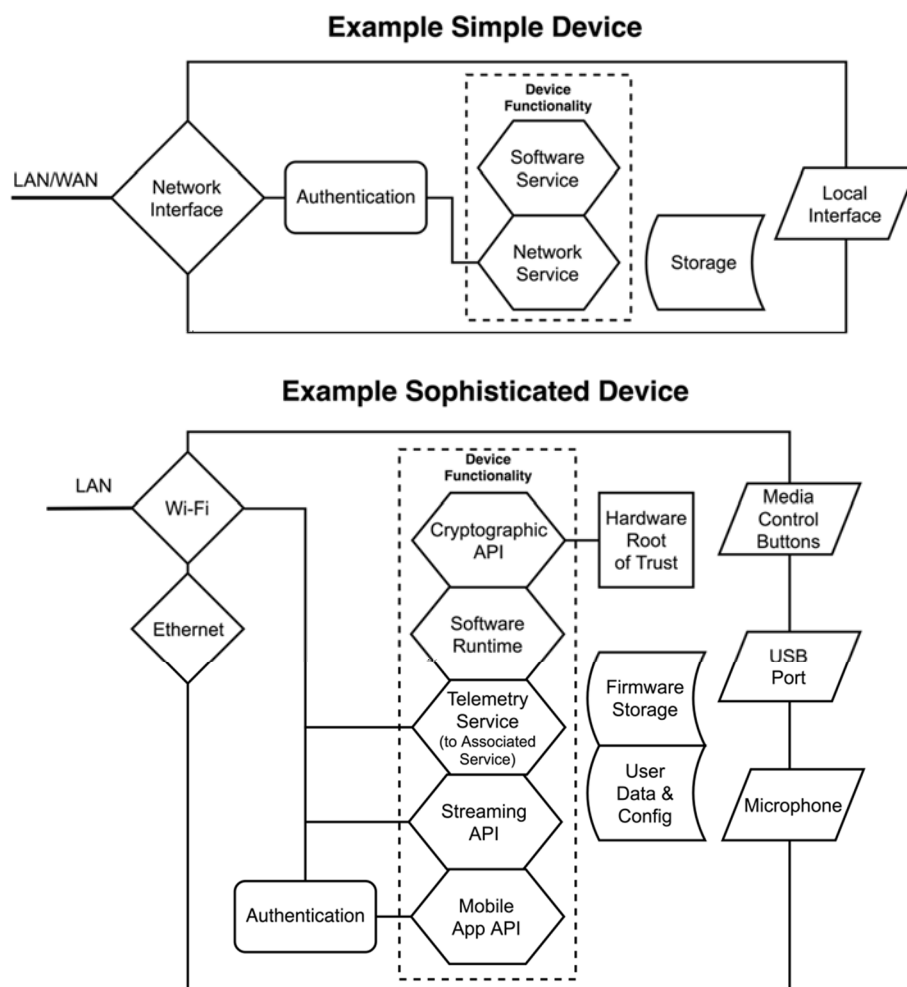 Example Simple Device
Device
Functionality
LAN/WAN
Network
Interface
Authentication
Software
Service
Network
Service
Storage
Local
Interface
Example Sophisticated Device
Device
Functionality
LAN
Wi-Fi
Ethernet
Cryptographic
API
Hardware
Root
of Trust
Media
Control
Buttons
Software
Runtime
USB
Port
Telemetry
Service
(to Associated
Service)
Firmware
Storage
User
Data &
Config
Microphone
Streaming
API
Authentication
Mobile
App API